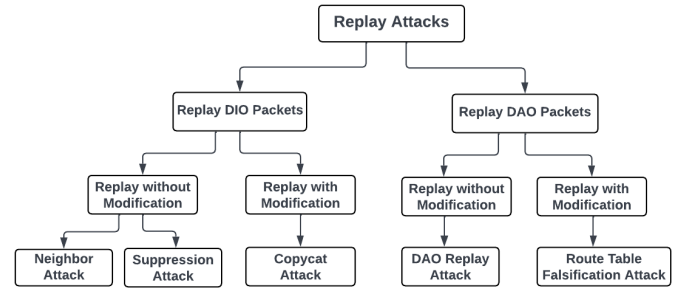 Replay Attacks
Replay DIO Packets
Replay DAO Packets
Replay without
Modification
Replay with
Modification
Replay without
Modification
Replay with
Modification
Neighbor
Attack
Suppression
Attack
Copycat
Attack
DAO Replay
Attack
Route Table
Falsification Attack